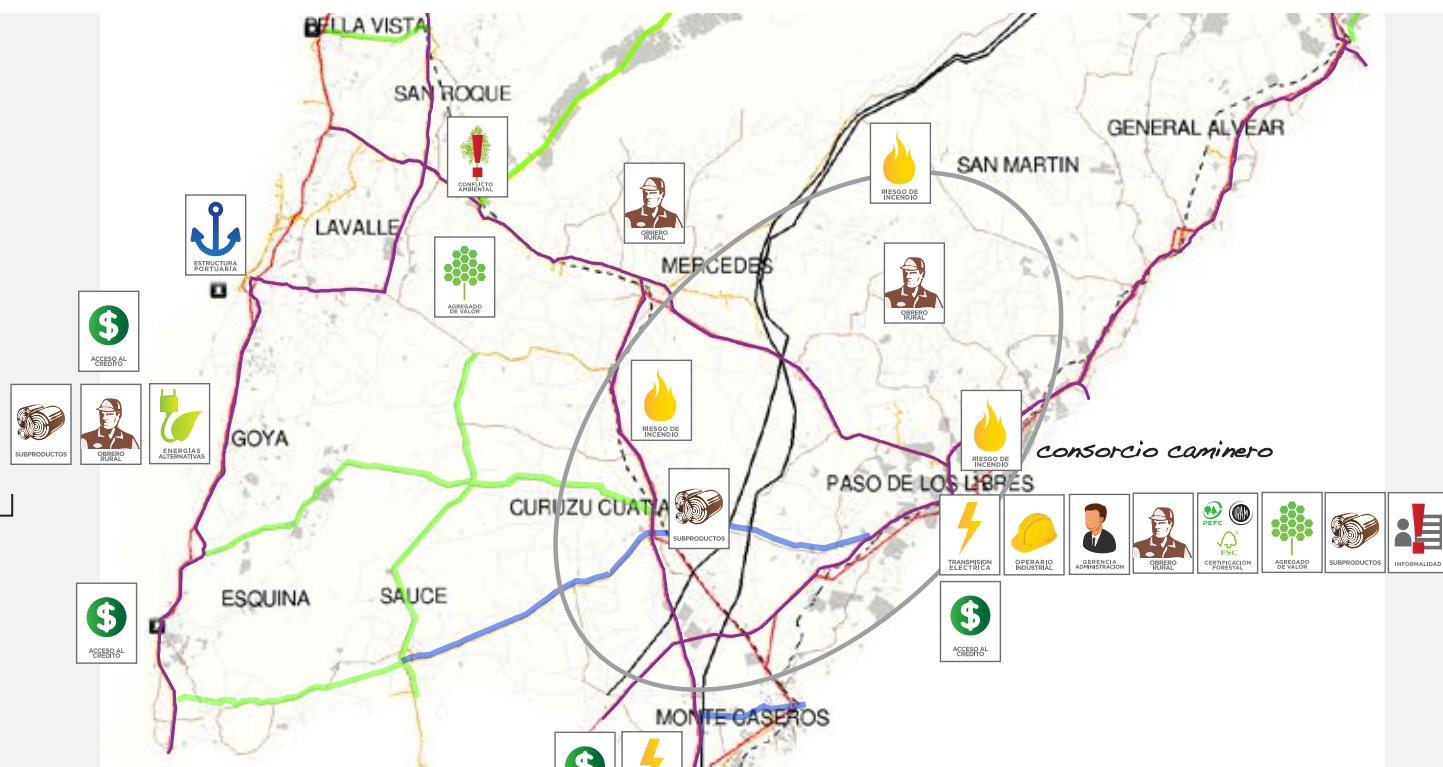 BELLA VISTA
SAN ROQUE
GENERAL ALVEAR
SAN MARTIN
CONFLICTO
AMBIENTAL
RIESGO DE
INCENDIO
OBRERO
RURAL
LAVALLE
ESTRUCTURA
PORTUARIA
MERCEDES
AGREGADO
DE VALOR
OBRERO
RURAL
ACCESO AL
CREDITO
RIESGO DE
INCENDIO
GOYA
SUBPRODUCTOS
OBRERO
RURAL
ENERGÍAS
ALTERNATIVAS
RIESGO DE
INCENDIO
consorcio caminero
PASO DE LOS LIBRES
CURUZU CUATIA
SUBPRODUCTOS
TRANSMISION
ELECTRICA
OPERARIO
INDUSTRIAL
GERENCIA
ADMINISTRACION
OBRERO
RURAL
PEFC
IRAM
FSC
CERTIFICACION
FORESTAL
AGREGADO
DE VALOR
SUBPRODUCTOS
INFORMALIDAD
ESQUINA
SAUCE
ACCESO AL
CREDITO
ACCESO AL
CREDITO
MONTE CASEROS